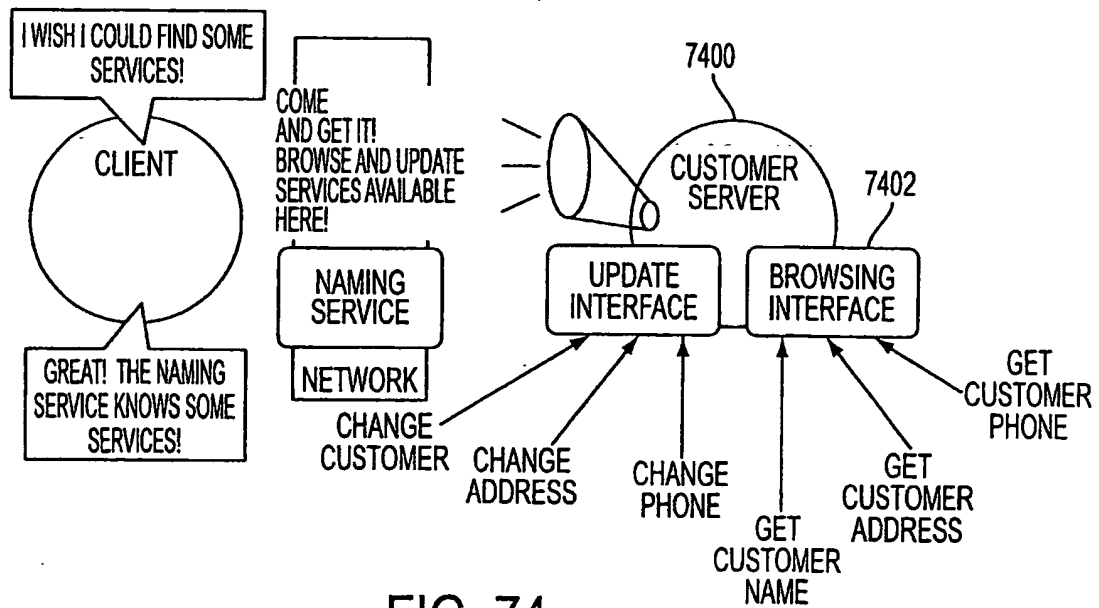 I WISH I COULD FIND SOME
SERVICES!
CLIENT
GREAT! THE NAMING
SERVICE KNOWS SOME
SERVICES!
COME
AND GET IT!
BROWSE AND UPDATE
SERVICES AVAILABLE
HERE!
NAMING
SERVICE
NETWORK
7400
CUSTOMER
SERVER
7402
UPDATE
INTERFACE
BROWSING
INTERFACE
CHANGE
CUSTOMER
CHANGE
ADDRESS
CHANGE
PHONE
GET
CUSTOMER
NAME
GET
CUSTOMER
ADDRESS
GET
CUSTOMER
PHONE
FIG. 74